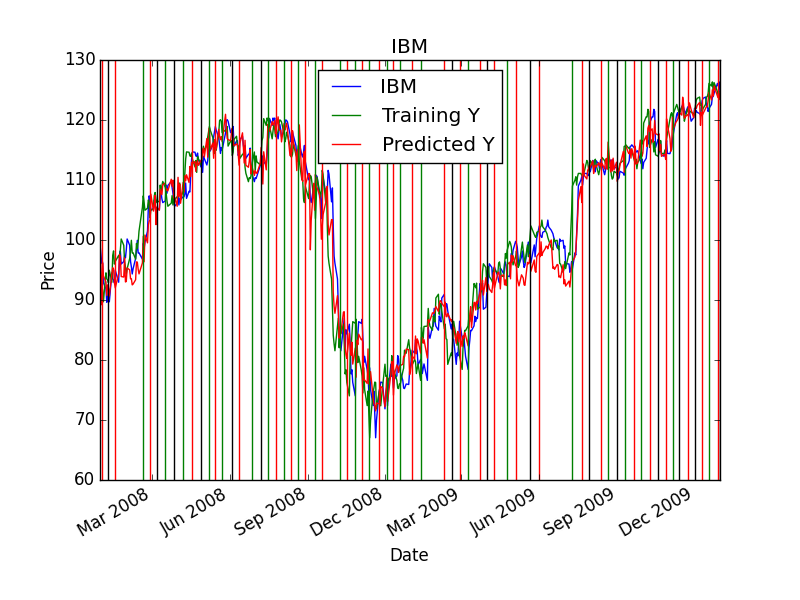 IBM
130
120
110
100
90
80
70
60
Price
IBM
Training Y
Predicted Y
Mar 2008
Jun 2008
Sep 2008
Dec 2008
Mar 2009
Jun 2009
Sep 2009
Dec 2009
Date